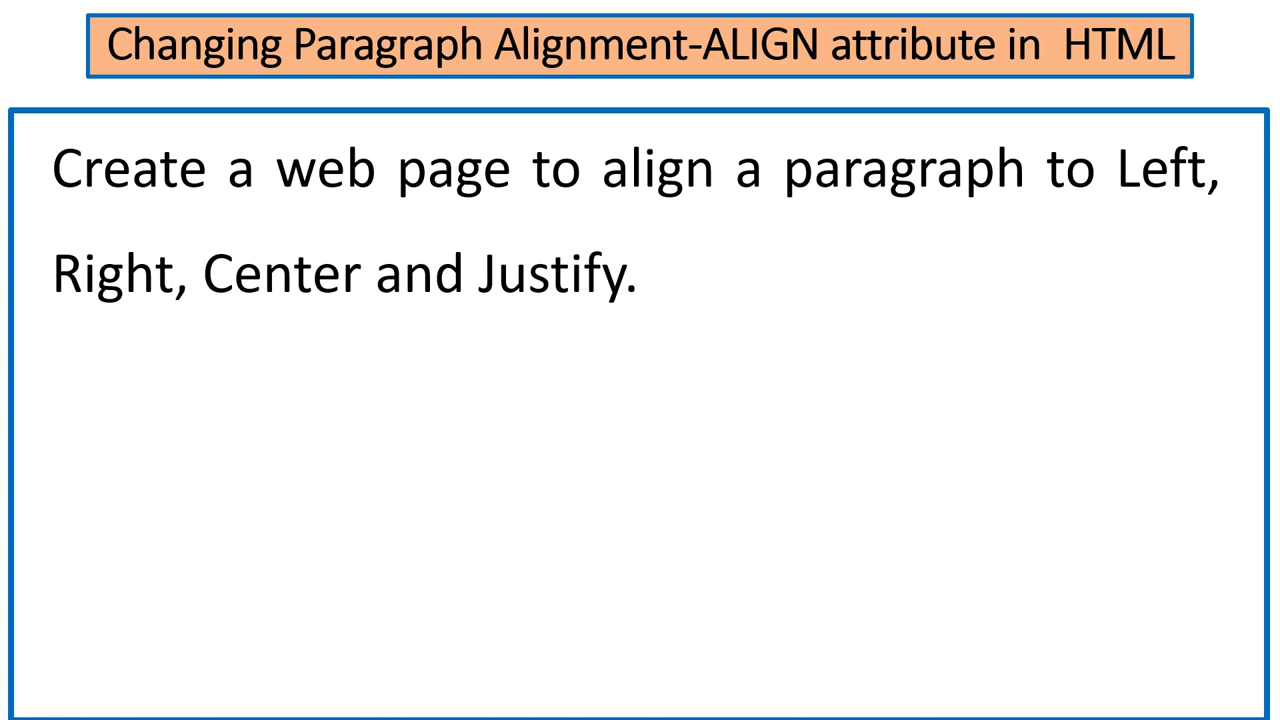 Changing Paragraph Alignment-ALIGN attribute in HTML
Create a web page to align a paragraph to Left,
Right, Center and Justify.